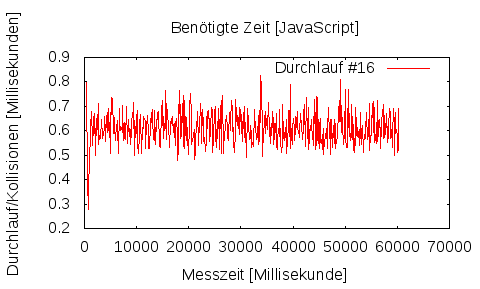 Benötigte Zeit [JavaScript]
Durchlauf/Kollisionen [Millisekunden]
0.9
0.8
0.7
0.6
0.5
0.4
0.3
0.2
Durchlauf #16
0 10000 20000 30000 40000 50000 60000 70000
Messzeit [Millisekunde]